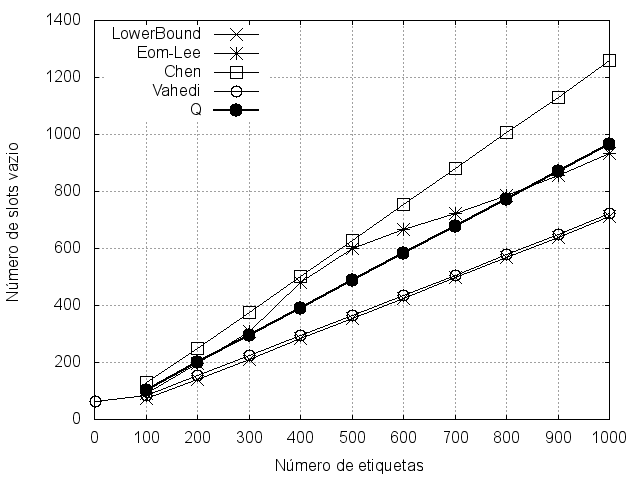 LowerBound
Eom-Lee
Chen
Vahedi
Q
1400
1200
1000
800
600
400
200
0
Número de slots vazio
0 100 200 300 400 500 600 700 800 900 1000
Número de etiquetas